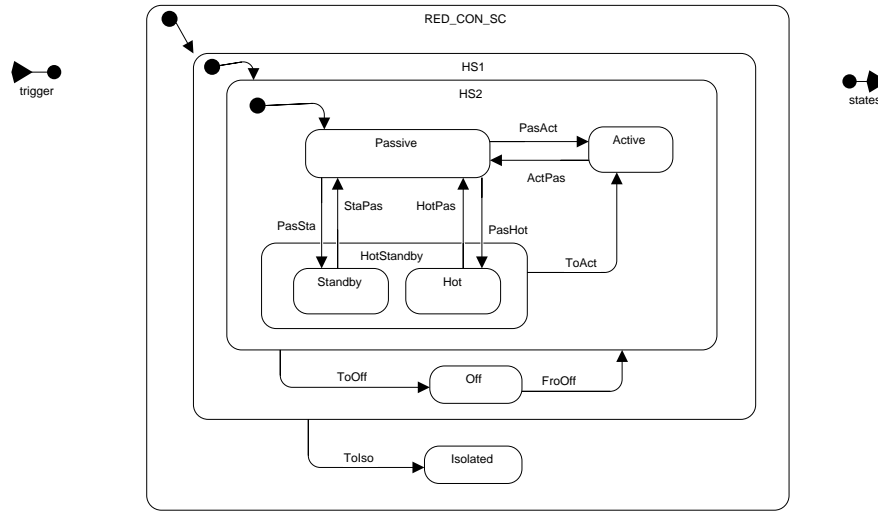 RED_CON_SC
HS1
trigger
states
HS2
PasAct
Passive
Active
ActPas
StaPas
HotPas
PasSta
PasHot
HotStandby
ToAct
Standby
Hot
ToOff
Off
FroOff
ToIso
Isolated